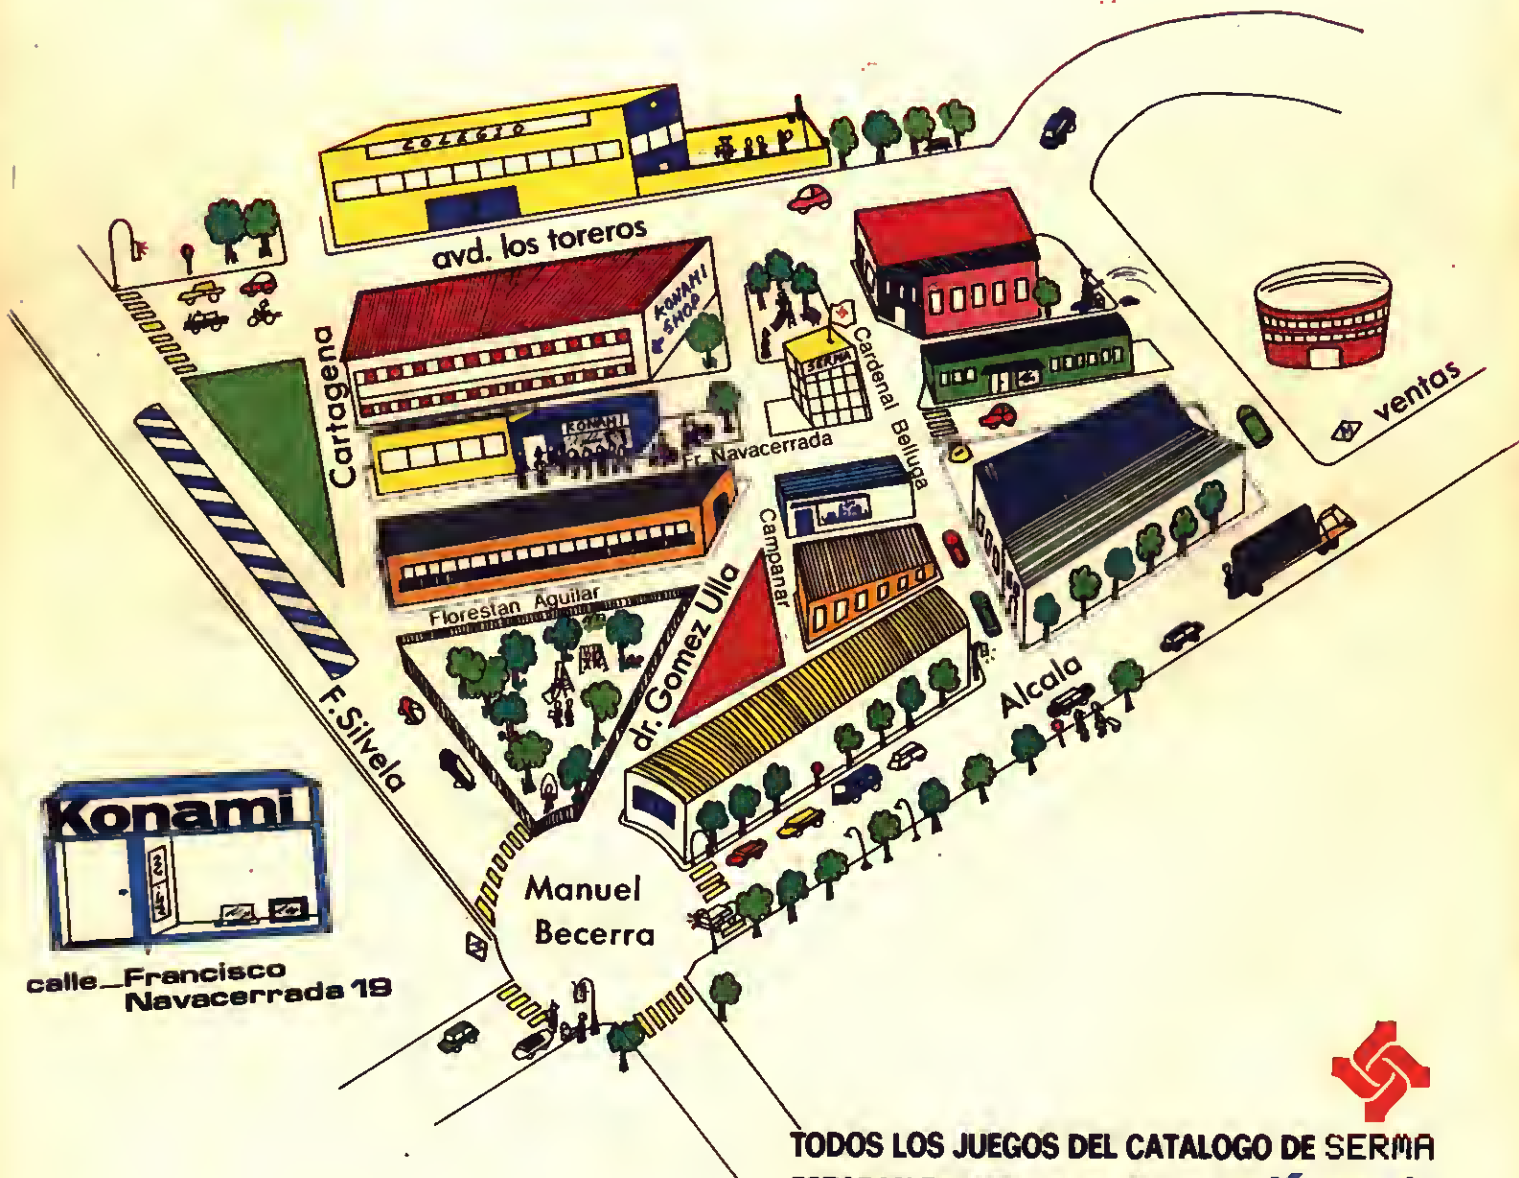 COLEGIO
avd. los toreros
KONAMI
SHOP
Cartagena
SERMA
Cardenal Belluga
KONAMI
Fr. Navacerrada
ventas
Campanar
Florestan Aguilar
dr. Gomez Ulla
F. Silvela
Alcala
Konami
calle_Francisco
Navacerrada 19
Manuel
Becerra
TODOS LOS JUEGOS DEL CATALOGO DE SERMA